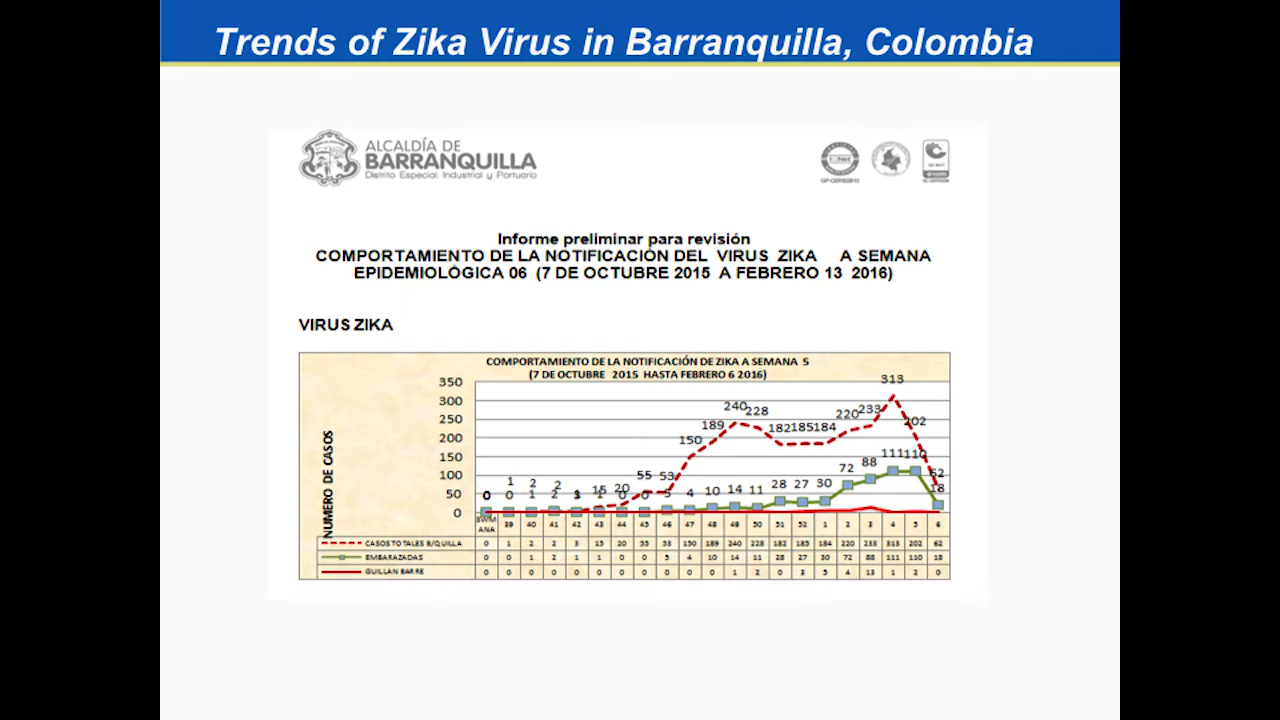 Trends of Zika Virus in Barranquilla, Colombia
ALCALDÍA DE
BARRANQUILLA
Distrito Especial, Industrial y Portuario
Informe preliminar para revisión
COMPORTAMIENTO DE LA NOTIFICACIÓN DEL VIRUS ZIKA A SEMANA
EPIDEMIOLÓGICA 06 (7 DE OCTUBRE 2015 A FEBRERO 13 2016)
VIRUS ZIKA
COMPORTAMIENTO DE LA NOTIFICACIÓN DE ZIKA A SEMANA 5
(7 DE OCTUBRE 2015 HASTA FEBRERO 6 2016)
NUMERO DE CASOS
350
300
250
200
150
100
50
0
0 1 2 2 3 15 20 55 53 150 189 240 228 182 185 184 220 233 313 202 62
0 0 1 2 1 1 0 0 5 4 10 14 11 28 27 30 72 88 111 110 18
39 40 41 42 43 44 45 46 47 48 49 50 51 52 1 2 3 4 5 6
CASOS TOTALES B/QUILLA 0 1 2 2 3 15 20 55 53 150 189 240 228 182 185 184 220 233 313 202 62
EMBARAZADAS 0 0 1 2 1 1 0 0 5 4 10 14 11 28 27 30 72 88 111 110 18
GUILLAN BARRE 0 0 0 0 0 0 0 0 0 0 0 1 2 0 3 5 4 13 1 2 0